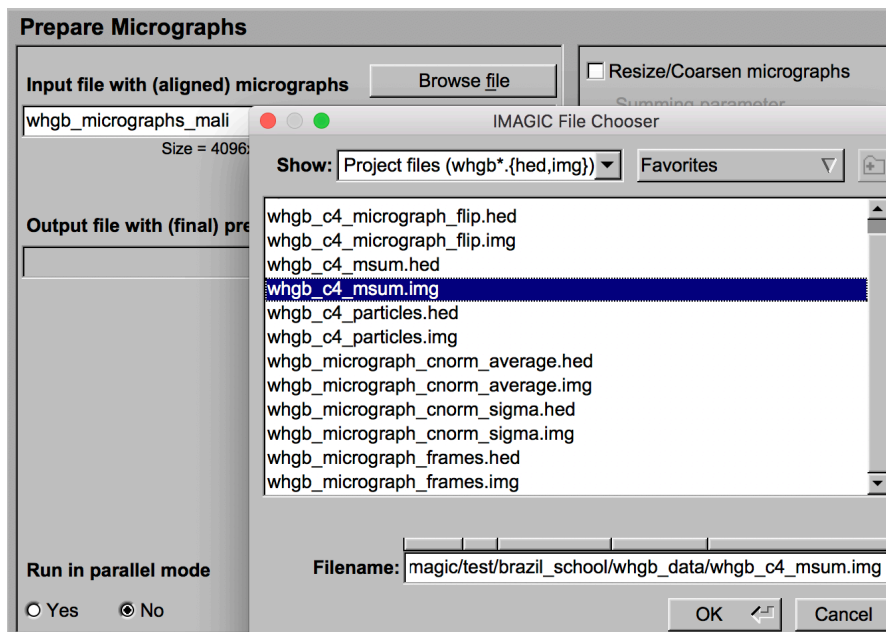 Prepare Micrographs
Input file with (aligned) micrographs
Browse file
Resize/Coarsen micrographs
Summing parameter
whgb_micrographs_mali
IMAGIC File Chooser
Size = 4096x
Show:
Project files (whgb*.{hed,img})
Favorites
Output file with (final) pre
whgb_c4_micrograph_flip.hed
whgb_c4_micrograph_flip.img
whgb_c4_msum.hed
whgb_c4_msum.img
whgb_c4_particles.hed
whgb_c4_particles.img
whgb_micrograph_cnorm_average.hed
whgb_micrograph_cnorm_average.img
whgb_micrograph_cnorm_sigma.hed
whgb_micrograph_cnorm_sigma.img
whgb_micrograph_frames.hed
whgb_micrograph_frames.img
Run in parallel mode
Filename:
magic/test/brazil_school/whgb_data/whgb_c4_msum.img
Yes
No
OK
Cancel